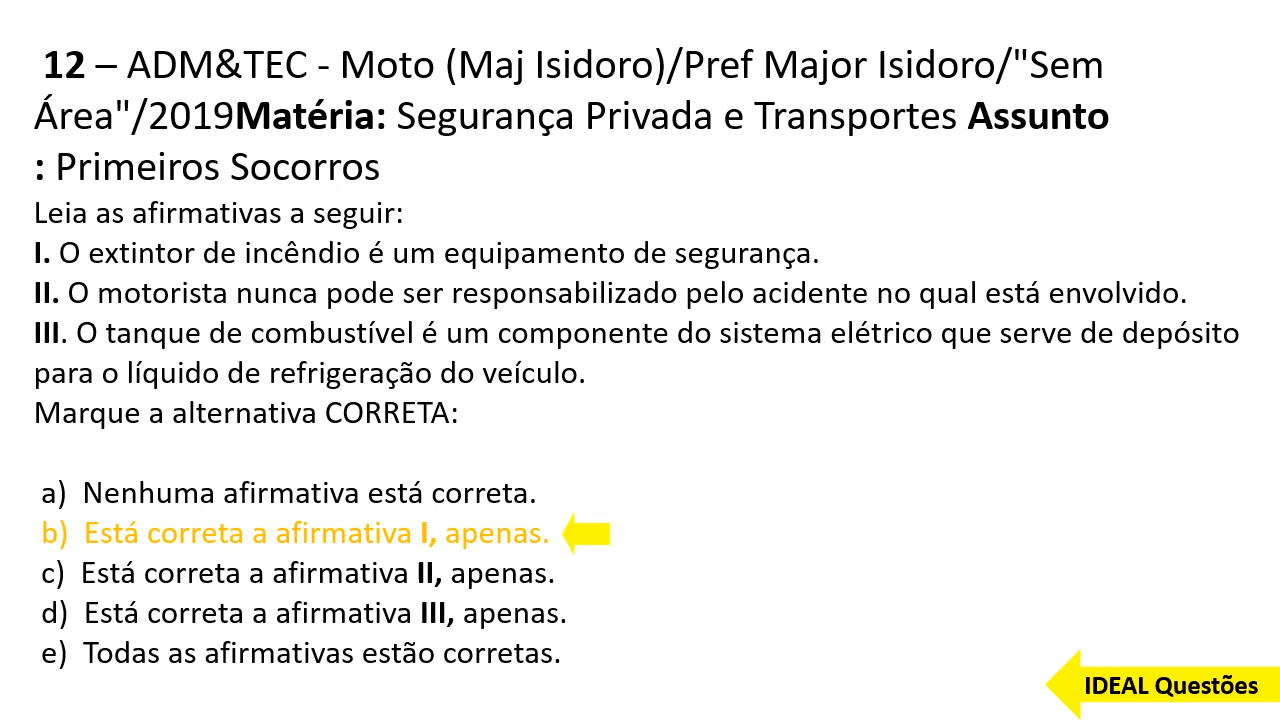 12 – ADM&TEC - Moto (Maj Isidoro)/Pref Major Isidoro/"Sem
Área"/2019Matéria: Segurança Privada e Transportes Assunto
: Primeiros Socorros
Leia as afirmativas a seguir:
I. O extintor de incêndio é um equipamento de segurança.
II. O motorista nunca pode ser responsabilizado pelo acidente no qual está envolvido.
III. O tanque de combustível é um componente do sistema elétrico que serve de depósito
para o líquido de refrigeração do veículo.
Marque a alternativa CORRETA:
a) Nenhuma afirmativa está correta.
b) Está correta a afirmativa I, apenas.
c) Está correta a afirmativa II, apenas.
d) Está correta a afirmativa III, apenas.
e) Todas as afirmativas estão corretas.
IDEAL Questões